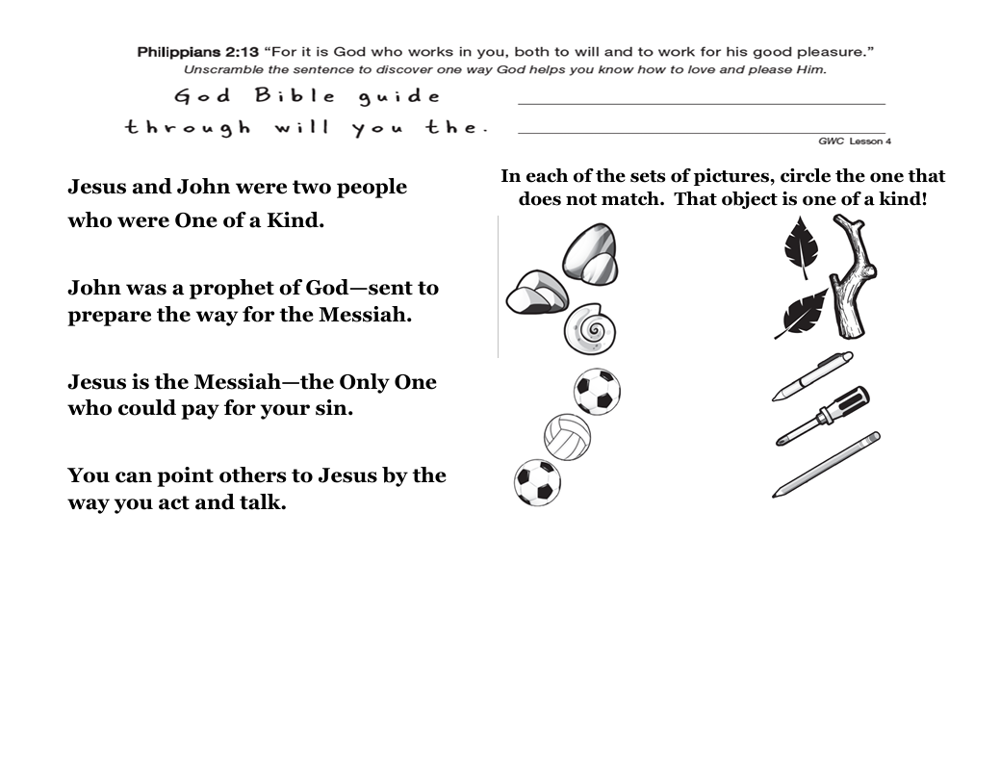 Philippians 2:13 “For it is God who works in you, both to will and to work for his good pleasure.”
Unscramble the sentence to discover one way God helps you know how to love and please Him.
God Bible guide
through will you the.
GWC Lesson 4
Jesus and John were two people
who were One of a Kind.
John was a prophet of God—sent to
prepare the way for the Messiah.
Jesus is the Messiah—the Only One
who could pay for your sin.
You can point others to Jesus by the
way you act and talk.
In each of the sets of pictures, circle the one that
does not match.  That object is one of a kind!